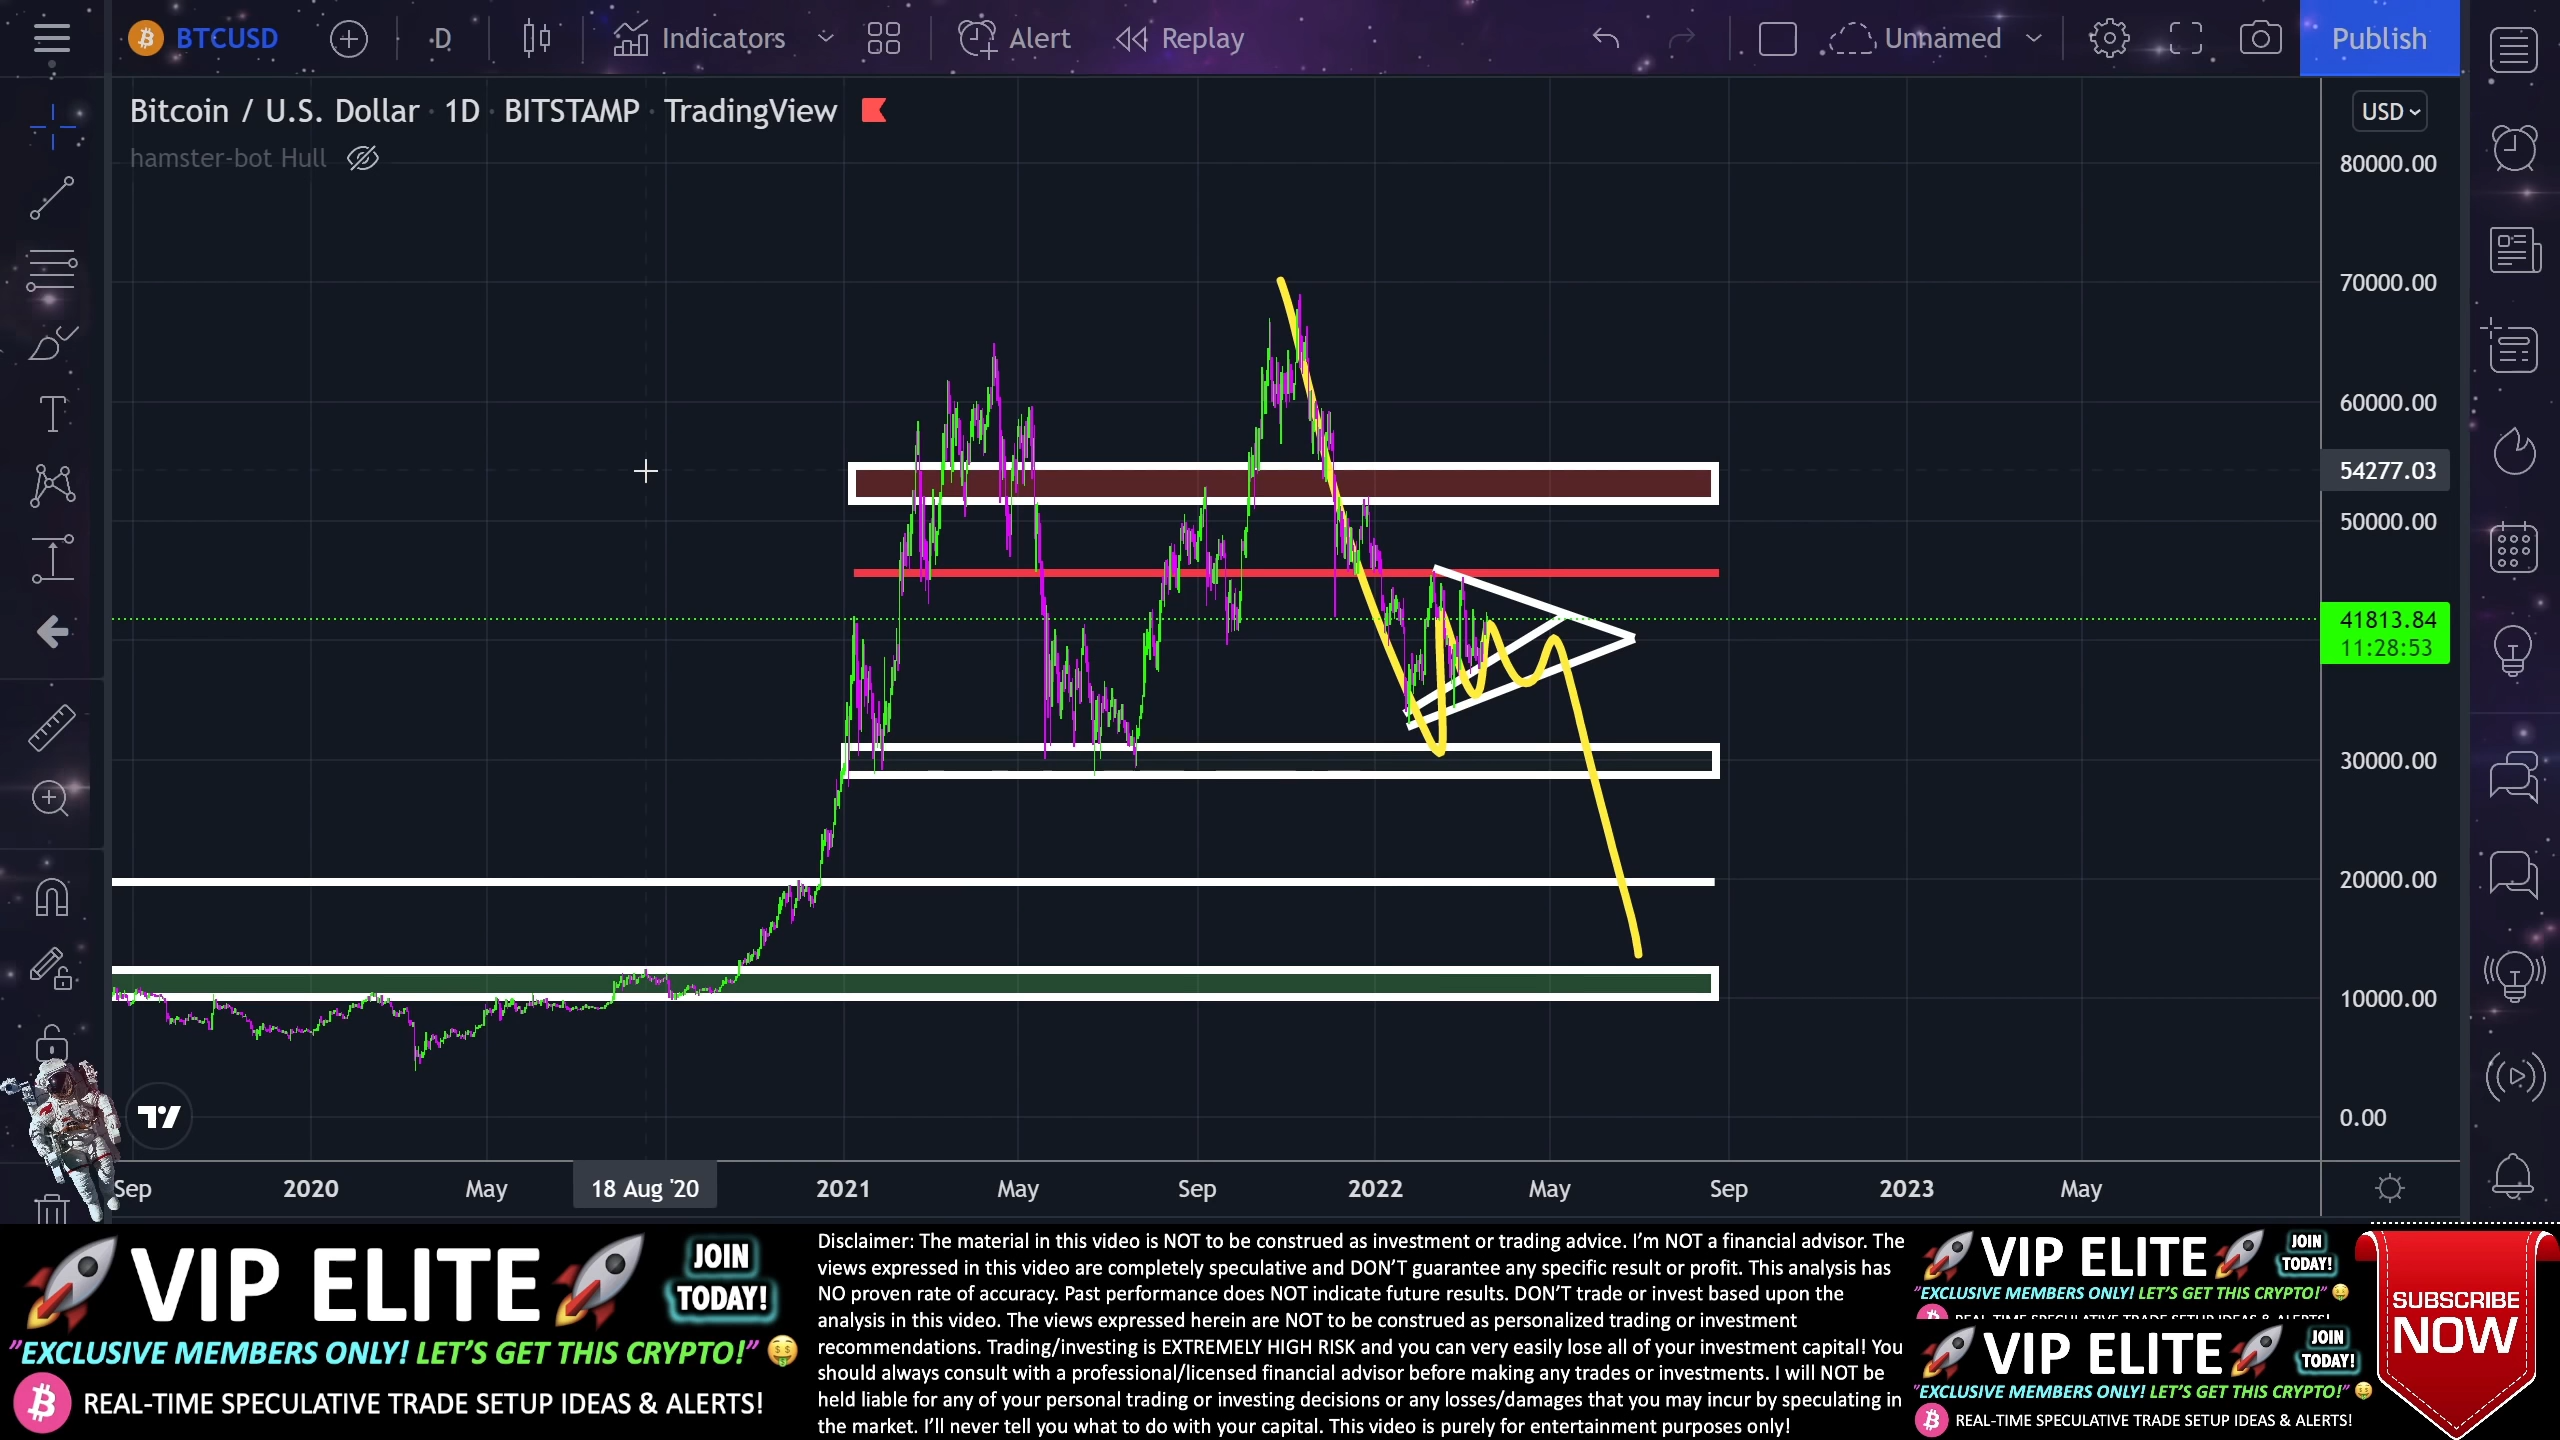 BTCUSD D Indicators Alert Replay Unnamed Publish
Bitcoin / U.S. Dollar · 1D · BITSTAMP · TradingView
hamster-bot Hull
USD
80000.00
70000.00
60000.00
54277.03
50000.00
41813.84
11:28:53
30000.00
20000.00
10000.00
0.00
Sep 2020 May 18 Aug '20 2021 May Sep 2022 May Sep 2023 May
VIP ELITE
JOIN
TODAY!
"EXCLUSIVE MEMBERS ONLY! LET'S GET THIS CRYPTO!"
REAL-TIME SPECULATIVE TRADE SETUP IDEAS & ALERTS!
Disclaimer: The material in this video is NOT to be construed as investment or trading advice. I'm NOT a financial advisor. The
views expressed in this video are completely speculative and DON'T guarantee any specific result or profit. This analysis has
NO proven rate of accuracy. Past performance does NOT indicate future results. DON'T trade or invest based upon the
analysis in this video. The views expressed herein are NOT to be construed as personalized trading or investment
recommendations. Trading/investing is EXTREMELY HIGH RISK and you can very easily lose all of your investment capital! You
should always consult with a professional/licensed financial advisor before making any trades or investments. I will NOT be
held liable for any of your personal trading or investing decisions or any losses/damages that you may incur by speculating in
the market. I'll never tell you what to do with your capital. This video is purely for entertainment purposes only!
VIP ELITE
JOIN
TODAY!
"EXCLUSIVE MEMBERS ONLY! LET'S GET THIS CRYPTO!"
VIP ELITE
JOIN
TODAY!
"EXCLUSIVE MEMBERS ONLY! LET'S GET THIS CRYPTO!"
REAL-TIME SPECULATIVE TRADE SETUP IDEAS & ALERTS!
SUBSCRIBE
NOW